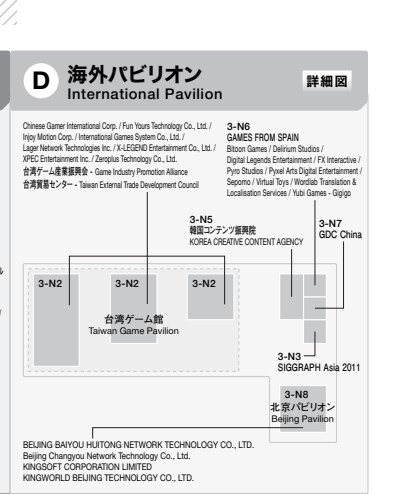 D 海外パビリオン
International Pavilion
詳細図
Chinese Gamer International Corp. / Fun Yours Technology Co., Ltd. /
Injoy Motion Corp. / International Games System Co., Ltd. /
Lager Network Technologies Inc. / X-LEGEND Entertainment Co., Ltd. /
XPEC Entertainment Inc. / Zeroplus Technology Co., Ltd.
台湾ゲーム産業振興会 - Game Industry Promotion Alliance
台湾貿易センター - Taiwan External Trade Development Council
3-N6
GAMES FROM SPAIN
Bitoon Games / Delirium Studios /
Digital Legends Entertainment / FX Interactive /
Pyro Studios / Pyxel Arts Digital Entertainment /
Sepomo / Virtual Toys / Wordlab Translation &
Localisation Services / Yubi Games - Gigigo
3-N5
韓国コンテンツ振興院
KOREA CREATIVE CONTENT AGENCY
3-N7
GDC China
3-N2
3-N2
3-N2
台湾ゲーム館
Taiwan Game Pavilion
3-N3
SIGGRAPH Asia 2011
3-N8
北京パビリオン
Beijing Pavilion
BEIJING BAIYOU HUITONG NETWORK TECHNOLOGY CO., LTD.
Beijing Changyou Network Technology Co., Ltd.
KINGSOFT CORPORATION LIMITED
KINGWORLD BEIJING TECHNOLOGY CO., LTD.